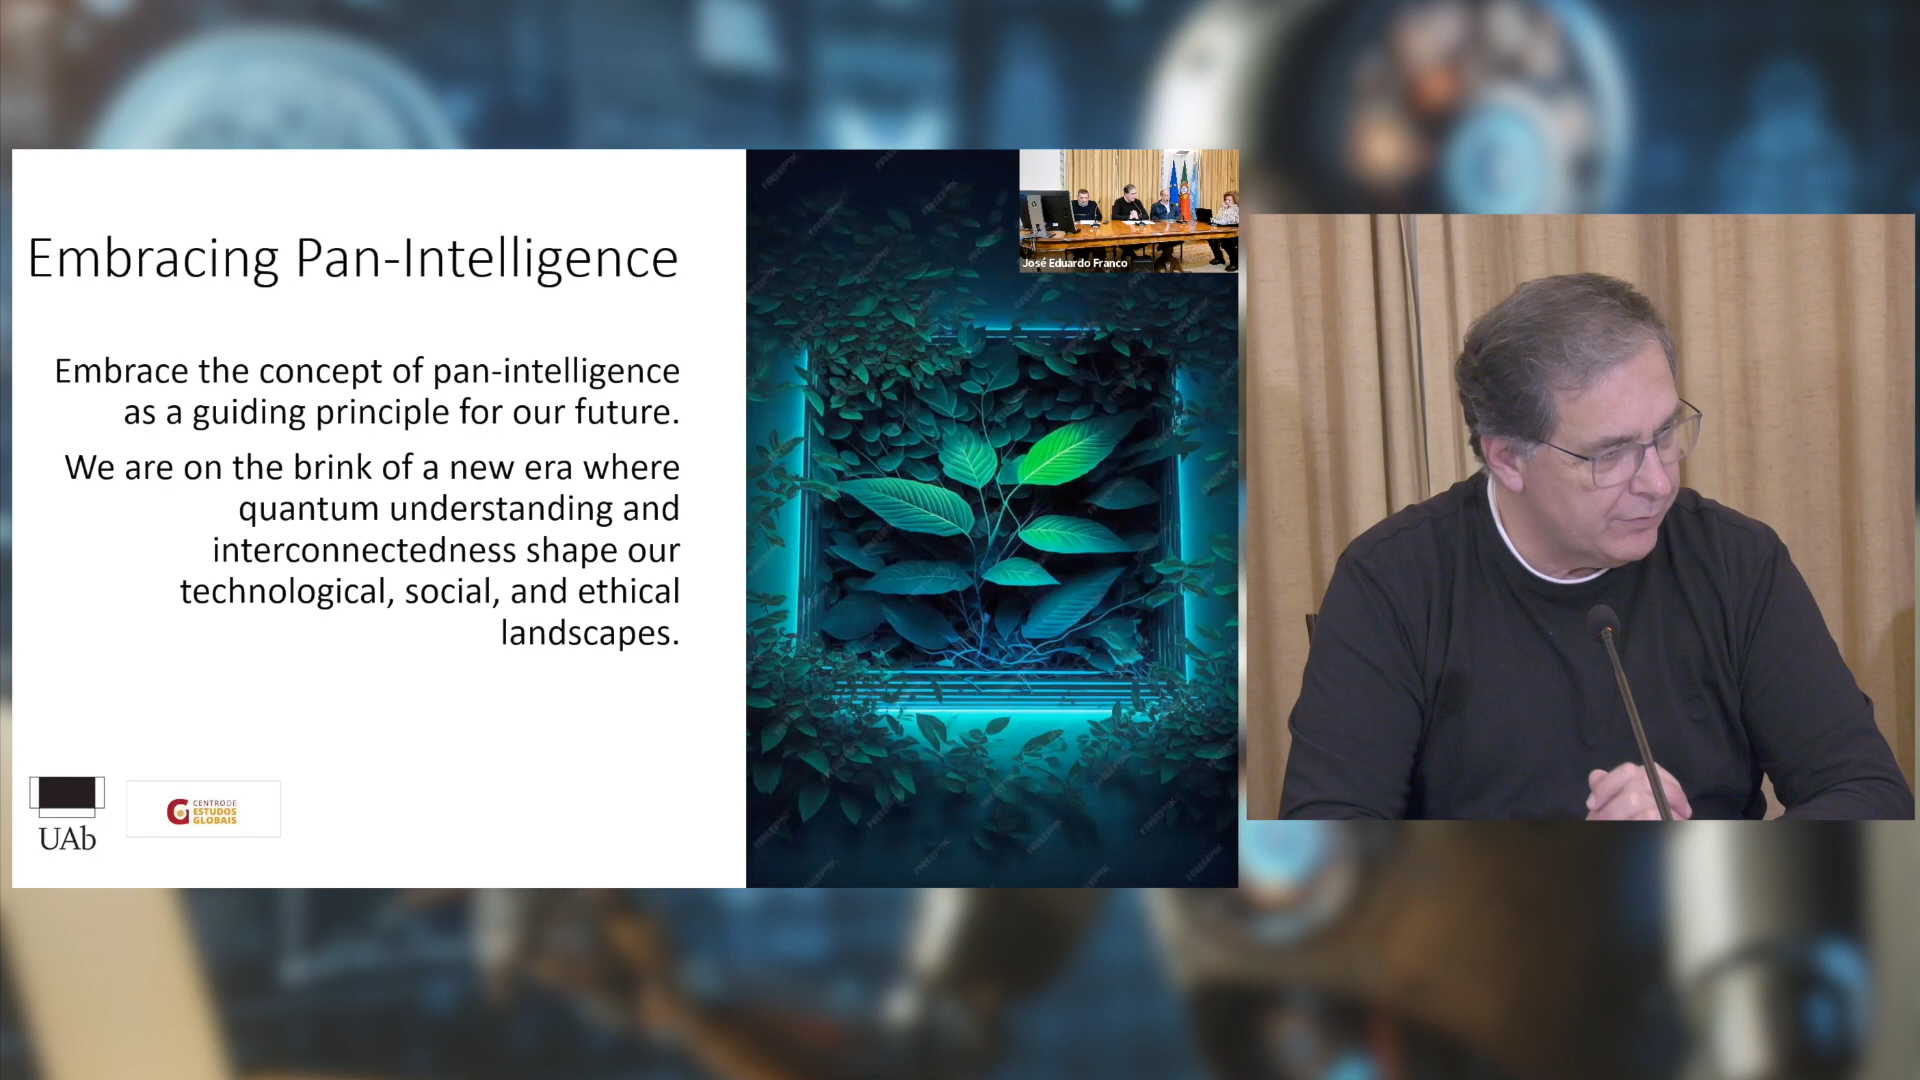 Embracing Pan-Intelligence
Embrace the concept of pan-intelligence
as a guiding principle for our future.
We are on the brink of a new era where
quantum understanding and
interconnectedness shape our
technological, social, and ethical
landscapes.
UAb
CENTRO DE
ESTUDOS
GLOBAIS
José Eduardo Franco